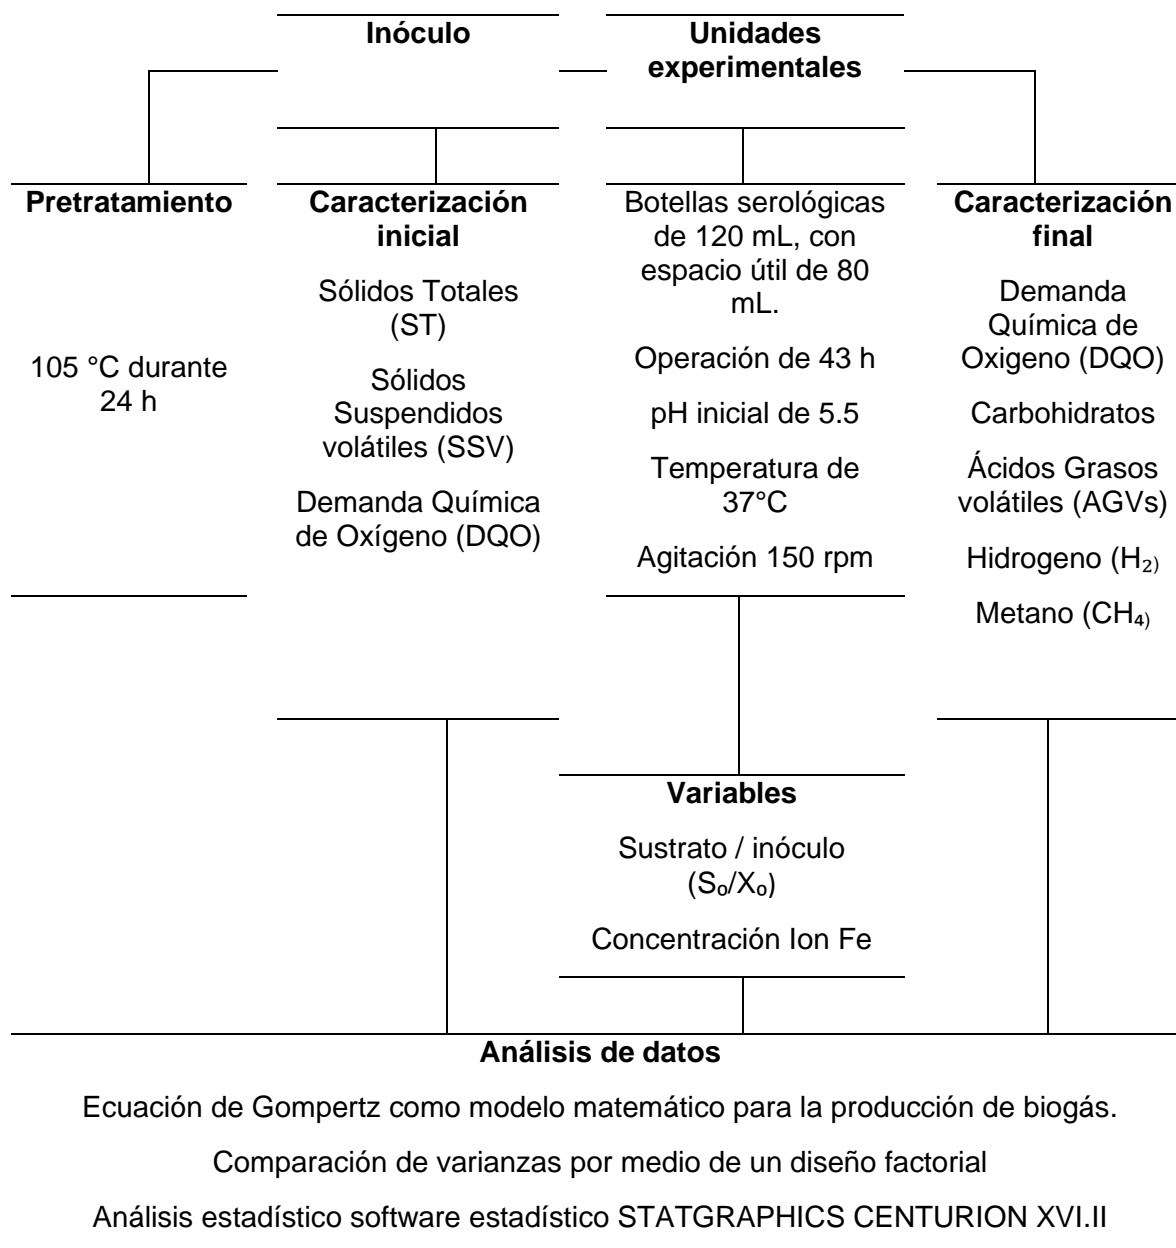 Inóculo
Unidades
experimentales
Pretratamiento
105 °C durante
24 h
Caracterización
inicial
Sólidos Totales
(ST)
Sólidos
Suspendidos
volátiles (SSV)
Demanda Química
de Oxígeno (DQO)
Botellas serológicas
de 120 mL, con
espacio útil de 80
mL.
Operación de 43 h
pH inicial de 5.5
Temperatura de
37°C
Agitación 150 rpm
Caracterización
final
Demanda
Química de
Oxigeno (DQO)
Carbohidratos
Ácidos Grasos
volátiles (AGVs)
Hidrogeno (H₂₎
Metano (CH₄₎
Variables
Sustrato / inóculo
(Sₒ/Xₒ)
Concentración Ion Fe
Análisis de datos
Ecuación de Gompertz como modelo matemático para la producción de biogás.
Comparación de varianzas por medio de un diseño factorial
Análisis estadístico software estadístico STATGRAPHICS CENTURION XVI.II